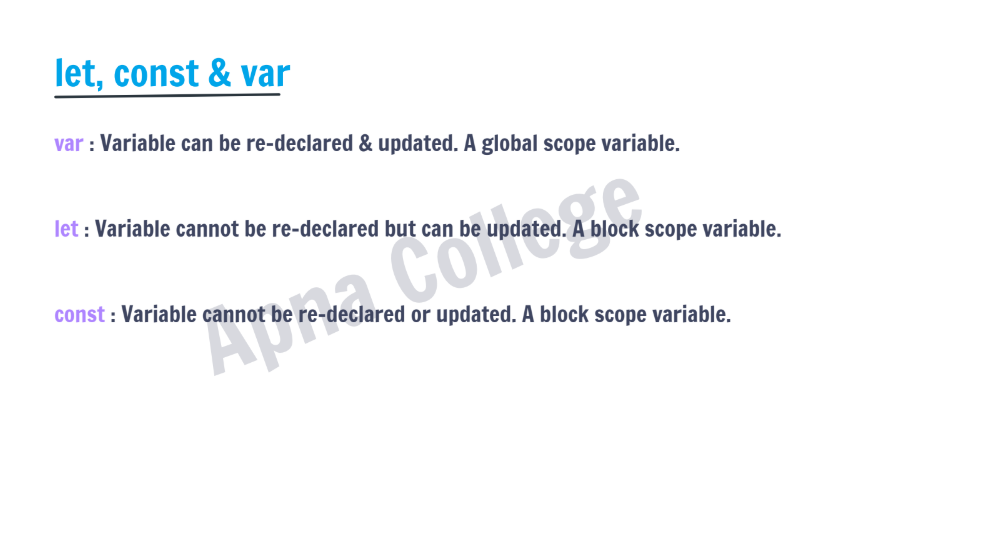 let, const & var
var : Variable can be re-declared & updated. A global scope variable.
let : Variable cannot be re-declared but can be updated. A block scope variable.
const : Variable cannot be re-declared or updated. A block scope variable.
Apna College